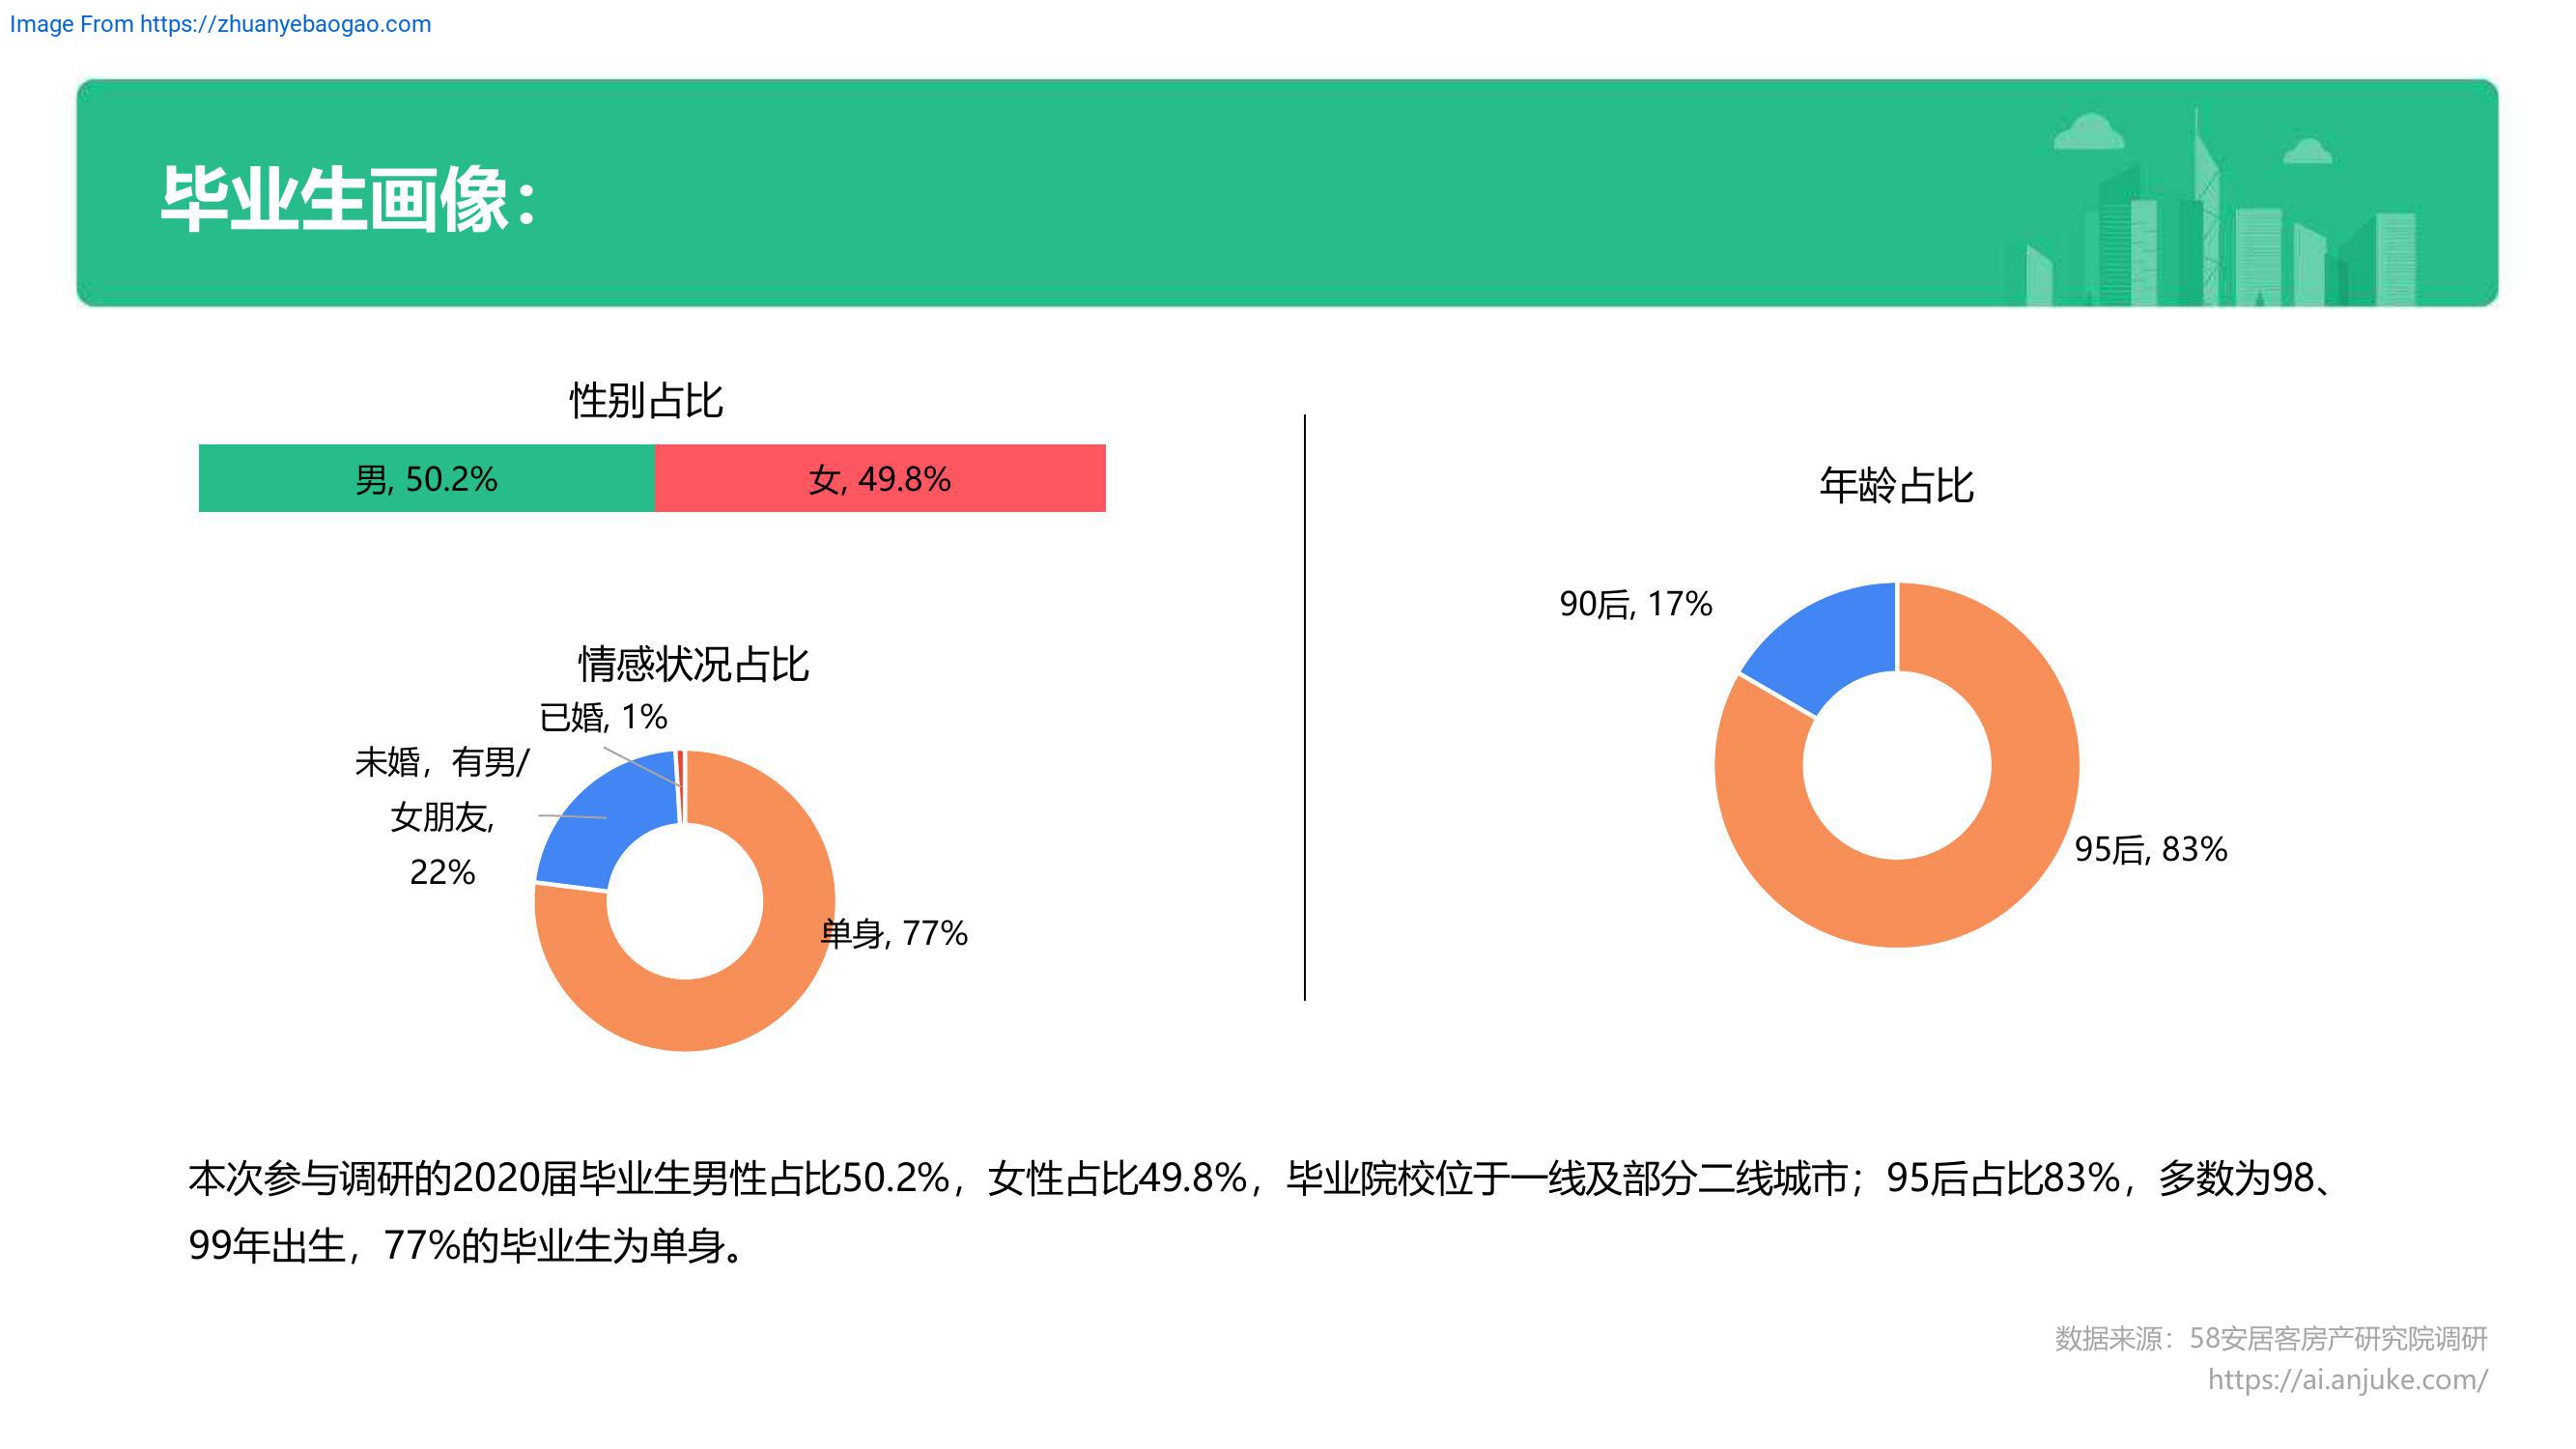 Image From https://zhuanyebaogao.com
毕业生画像：
性别占比
男, 50.2%
女, 49.8%
情感状况占比
已婚, 1%
未婚，有男/
女朋友,
22%
单身, 77%
年龄占比
90后, 17%
95后, 83%
本次参与调研的2020届毕业生男性占比50.2%，女性占比49.8%，毕业院校位于一线及部分二线城市；95后占比83%，多数为98、
99年出生，77%的毕业生为单身。
数据来源：58安居客房产研究院调研
https://ai.anjuke.com/